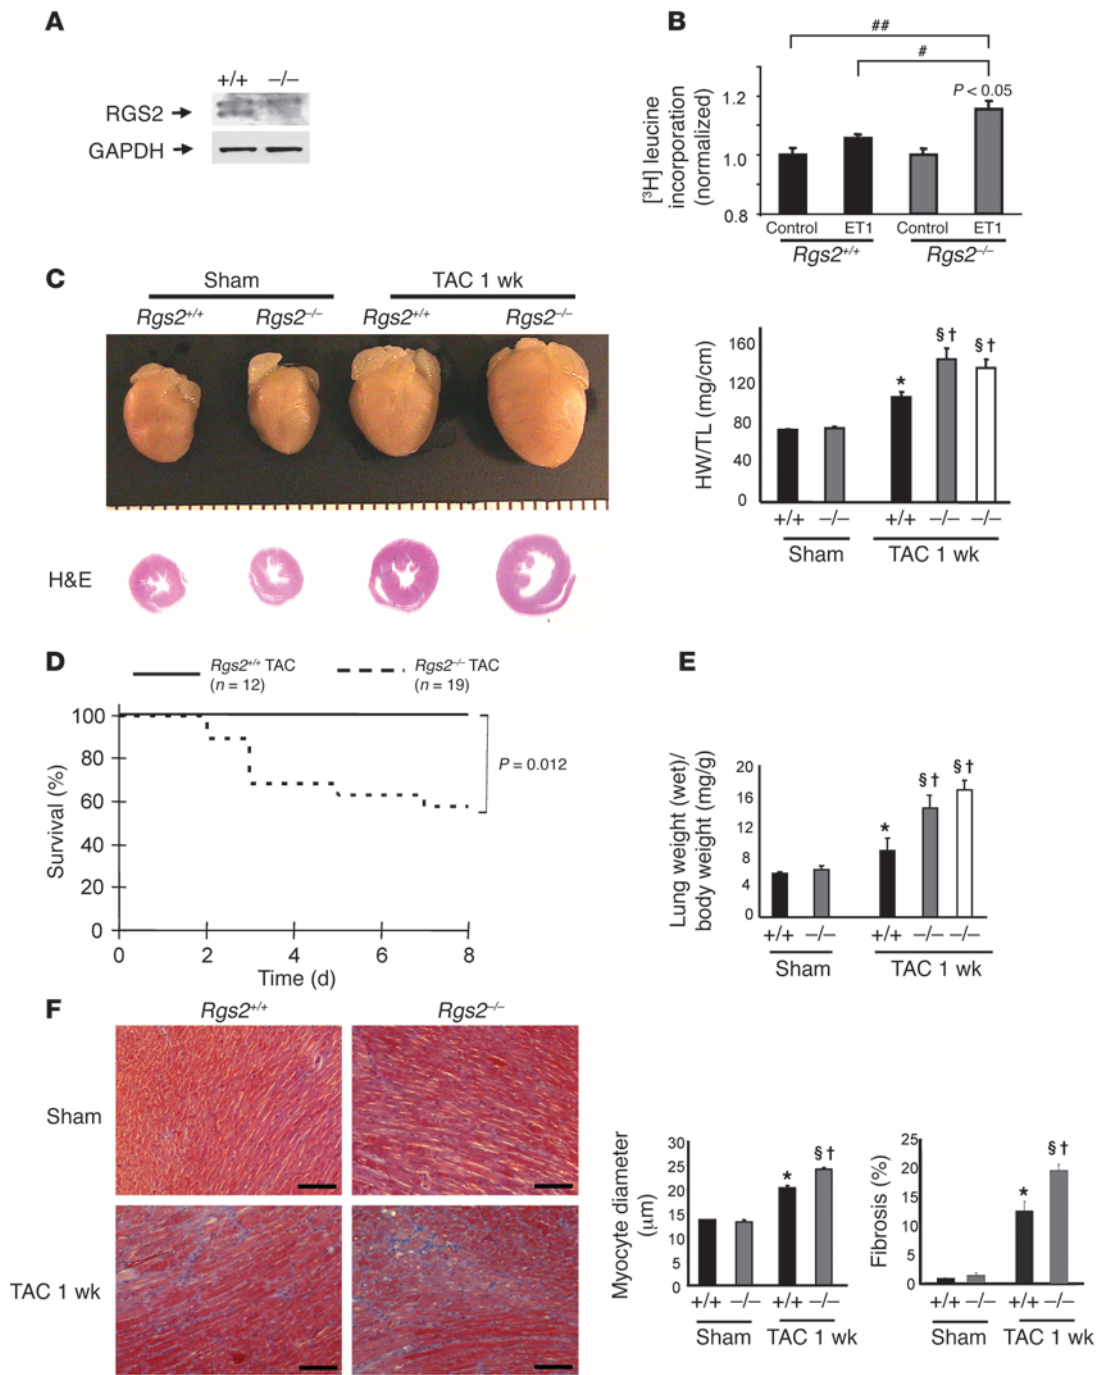 A
+/+ –/–
RGS2
GAPDH
B
##
#
P < 0.05
[³H] leucine
incorporation
(normalized)
1.2
1.0
0.8
Control ET1 Control ET1
Rgs2+/+ Rgs2–/–
C
Sham TAC 1 wk
Rgs2+/+ Rgs2–/– Rgs2+/+ Rgs2–/–
H&E
HW/TL (mg/cm)
160
120
80
40
0
* § † § †
+/+ –/– +/+ –/– –/–
Sham TAC 1 wk
D
Rgs2+/+ TAC
(n = 12)
Rgs2–/– TAC
(n = 19)
Survival (%)
100
80
60
40
20
0
P = 0.012
0 2 4 6 8
Time (d)
E
Lung weight (wet)/
body weight (mg/g)
20
16
12
8
4
0
* § † § †
+/+ –/– +/+ –/– –/–
Sham TAC 1 wk
F
Rgs2+/+ Rgs2–/–
Sham
TAC 1 wk
Myocyte diameter
(μm)
30
25
20
15
10
5
0
* § †
+/+ –/– +/+ –/–
Sham TAC 1 wk
Fibrosis (%)
25
20
15
10
5
0
* § †
+/+ –/– +/+ –/–
Sham TAC 1 wk